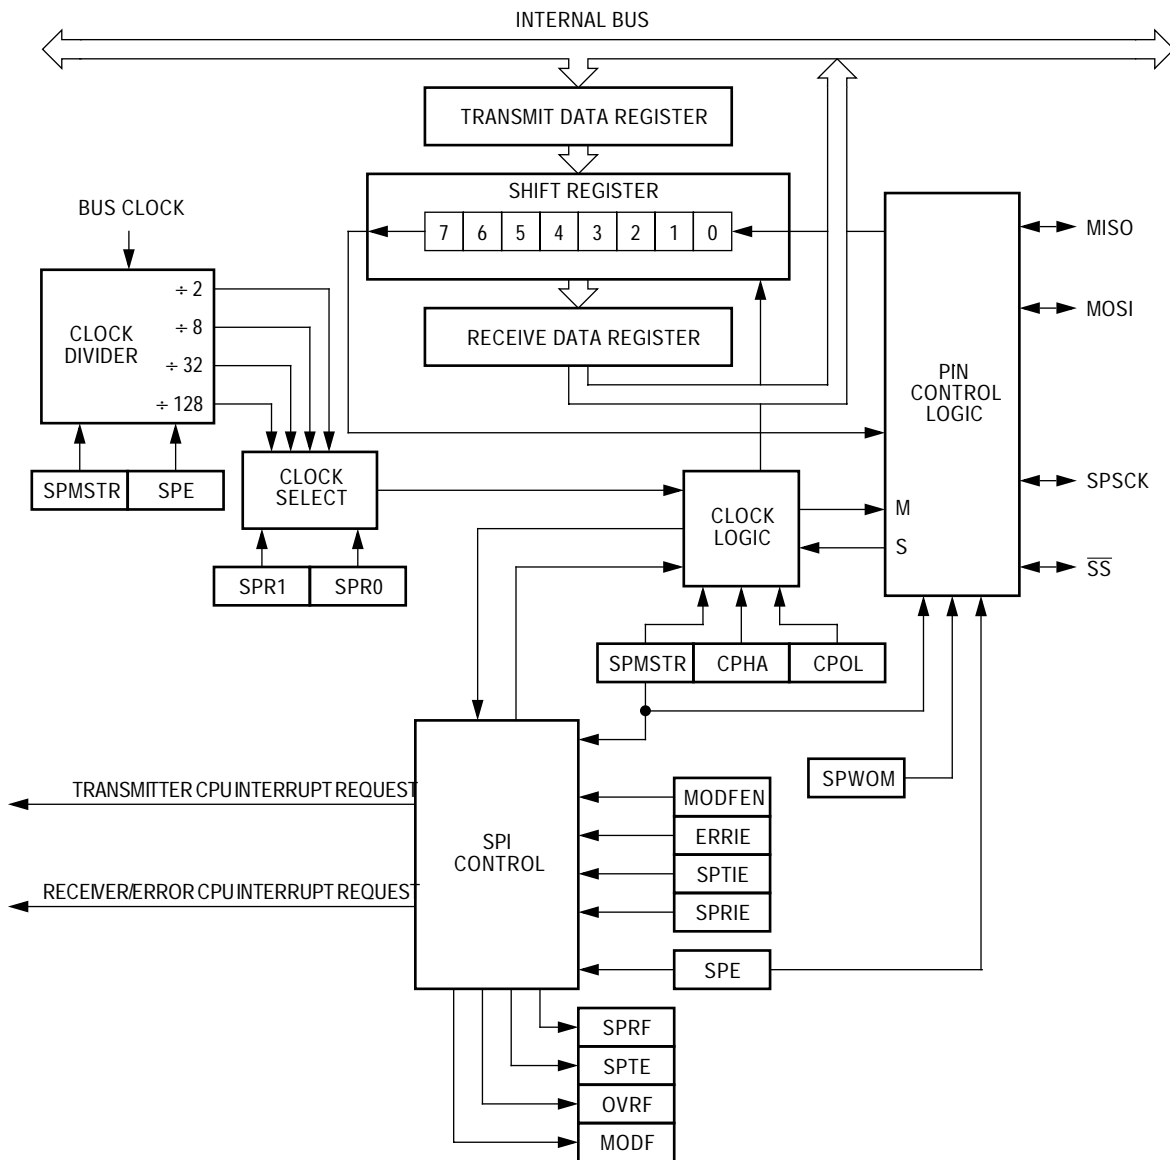 INTERNAL BUS
TRANSMIT DATA REGISTER
SHIFT REGISTER
7 6 5 4 3 2 1 0
RECEIVE DATA REGISTER
BUS CLOCK
CLOCK
DIVIDER
÷ 2
÷ 8
÷ 32
÷ 128
SPMSTR SPE
CLOCK
SELECT
SPR1 SPR0
CLOCK
LOGIC
M
S
PIN
CONTROL
LOGIC
MISO
MOSI
SPSCK
SS
SPMSTR CPHA CPOL
SPWOM
TRANSMITTER CPU INTERRUPT REQUEST
RECEIVER/ERROR CPU INTERRUPT REQUEST
SPI
CONTROL
MODFEN
ERRIE
SPTIE
SPRIE
SPE
SPRF
SPTE
OVRF
MODF